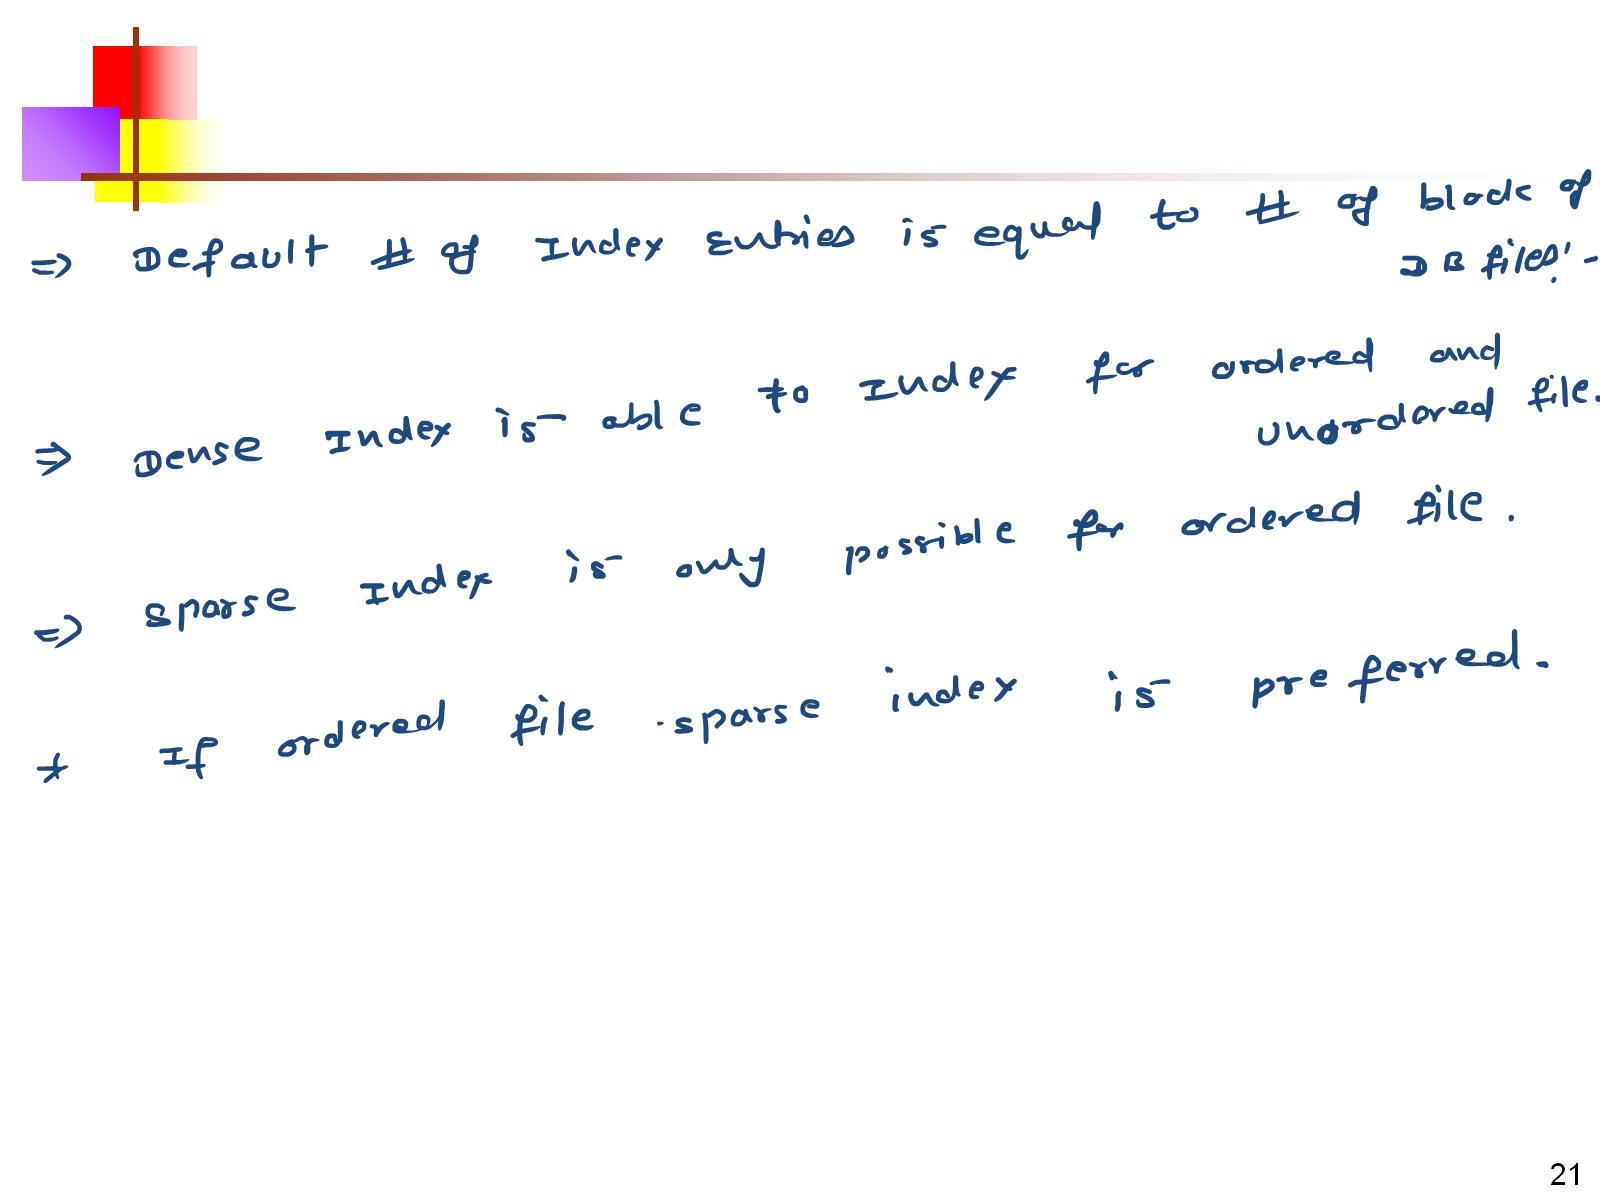 => Default # of Index Entries is equal to # of block of
DB files.
=> Dense Index is able to Index for ordered and
unordered file.
=> Sparse Index is only possible for ordered file.
* If ordered file sparse index is preferred.
21